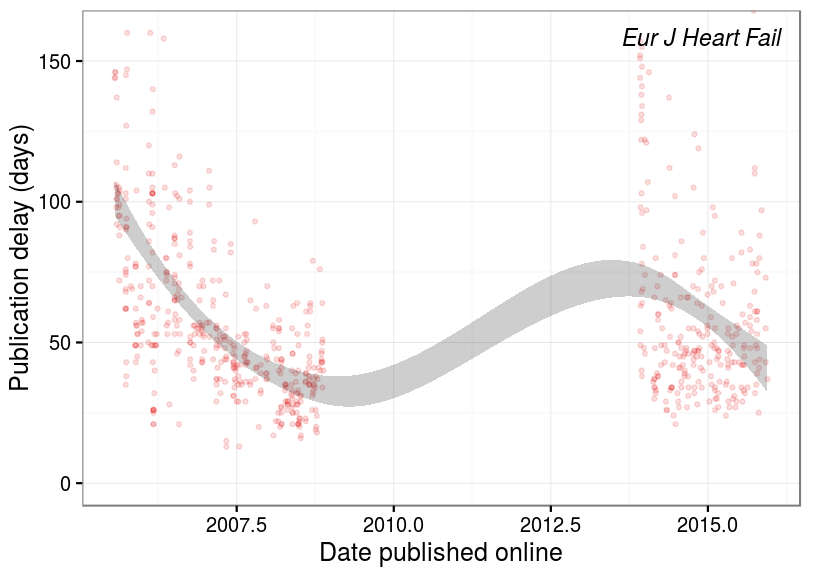 Eur J Heart Fail
Publication delay (days)
150
100
50
0
2007.5 2010.0 2012.5 2015.0
Date published online